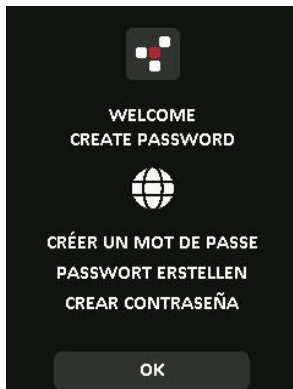 WELCOME
CREATE PASSWORD
CRÉER UN MOT DE PASSE
PASSWORT ERSTELLEN
CREAR CONTRASEÑA
OK